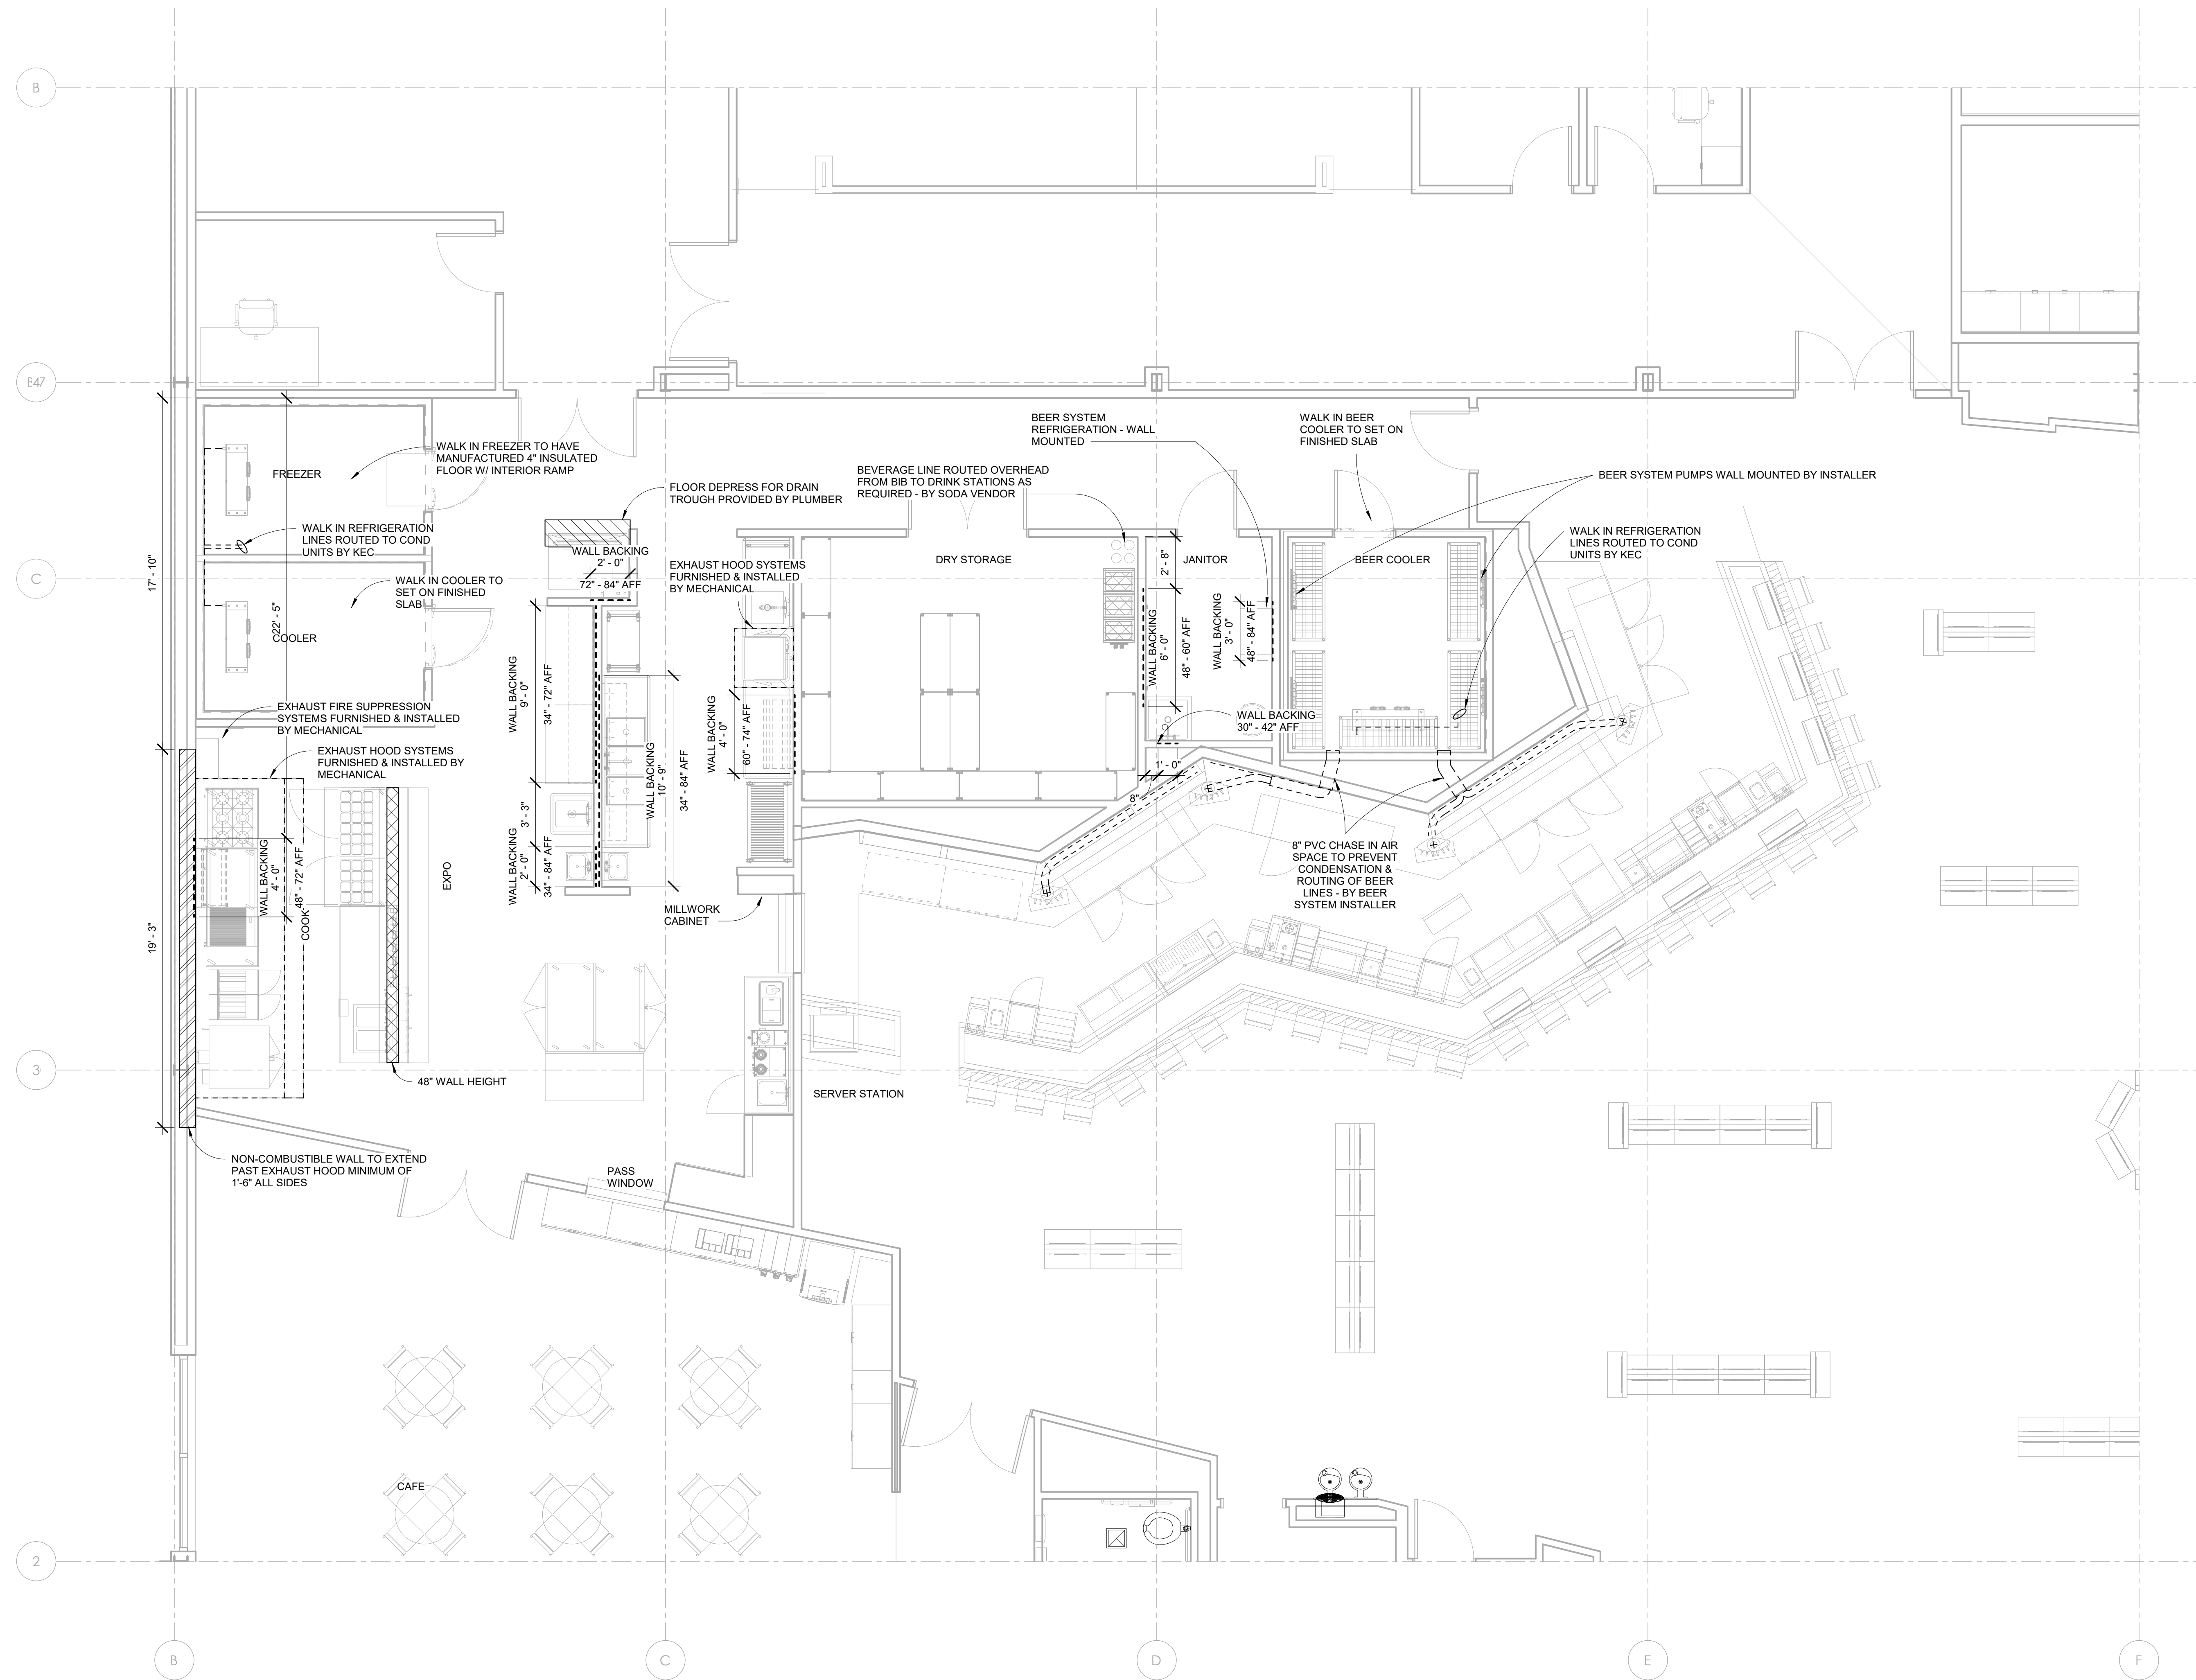 B
B.47
17' - 10"
C
19' - 3"
3
2
B
C
D
E
F
FREEZER
WALK IN FREEZER TO HAVE
MANUFACTURED 4" INSULATED
FLOOR W/ INTERIOR RAMP
WALK IN REFRIGERATION
LINES ROUTED TO COND
UNITS BY KEC
22' - 5"
COOLER
WALK IN COOLER TO
SET ON FINISHED
SLAB
EXHAUST FIRE SUPPRESSION
SYSTEMS FURNISHED & INSTALLED
BY MECHANICAL
EXHAUST HOOD SYSTEMS
FURNISHED & INSTALLED BY
MECHANICAL
WALL BACKING
4' - 0"
48" - 72" AFF
COOK
EXPO
48" WALL HEIGHT
NON-COMBUSTIBLE WALL TO EXTEND
PAST EXHAUST HOOD MINIMUM OF
1'-6" ALL SIDES
FLOOR DEPRESS FOR DRAIN
TROUGH PROVIDED BY PLUMBER
WALL BACKING
2' - 0"
72" - 84" AFF
WALL BACKING
9' - 0"
34" - 72" AFF
3' - 3"
WALL BACKING
2' - 0"
34" - 84" AFF
WALL BACKING
10' - 9"
34" - 84" AFF
EXHAUST HOOD SYSTEMS
FURNISHED & INSTALLED
BY MECHANICAL
WALL BACKING
4' - 0"
60" - 74" AFF
MILLWORK
CABINET
BEVERAGE LINE ROUTED OVERHEAD
FROM BIB TO DRINK STATIONS AS
REQUIRED - BY SODA VENDOR
DRY STORAGE
BEER SYSTEM
REFRIGERATION - WALL
MOUNTED
JANITOR
2' - 8"
WALL BACKING
6' - 0"
48" - 60" AFF
WALL BACKING
3' - 0"
48" - 84" AFF
WALL BACKING
30" - 42" AFF
1' - 0"
8"
WALK IN BEER
COOLER TO SET ON
FINISHED SLAB
BEER COOLER
BEER SYSTEM PUMPS WALL MOUNTED BY INSTALLER
WALK IN REFRIGERATION
LINES ROUTED TO COND
UNITS BY KEC
8" PVC CHASE IN AIR
SPACE TO PREVENT
CONDENSATION &
ROUTING OF BEER
LINES - BY BEER
SYSTEM INSTALLER
SERVER STATION
PASS
WINDOW
CAFE